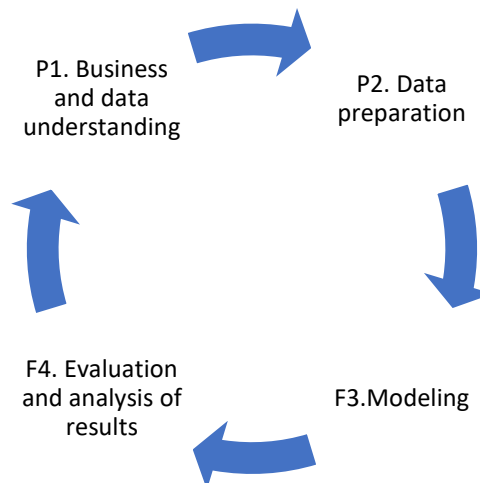 P1. Business
and data
understanding
P2. Data
preparation
F3.Modeling
F4. Evaluation
and analysis of
results